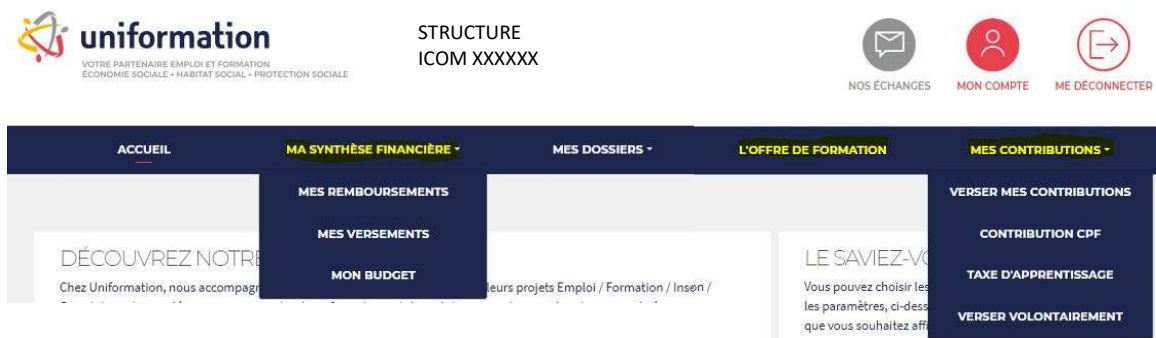 uniformation
VOTRE PARTENAIRE EMPLOI ET FORMATION
ÉCONOMIE SOCIALE • HABITAT SOCIAL • PROTECTION SOCIALE
STRUCTURE
ICOM XXXXXX
NOS ÉCHANGES
MON COMPTE
ME DÉCONNECTER
ACCUEIL
MA SYNTHÈSE FINANCIÈRE
MES DOSSIERS
L'OFFRE DE FORMATION
MES CONTRIBUTIONS
MES REMBOURSEMENTS
MES VERSEMENTS
MON BUDGET
VERSER MES CONTRIBUTIONS
CONTRIBUTION CPF
TAXE D'APPRENTISSAGE
VERSER VOLONTAIREMENT
DÉCOUVREZ NOTRE
Chez Uniformation, nous accompagn
leurs projets Emploi / Formation /
LE SAVIEZ-VO
Vous pouvez choisir les
les paramètres, ci-dess
que vous souhaitez affi